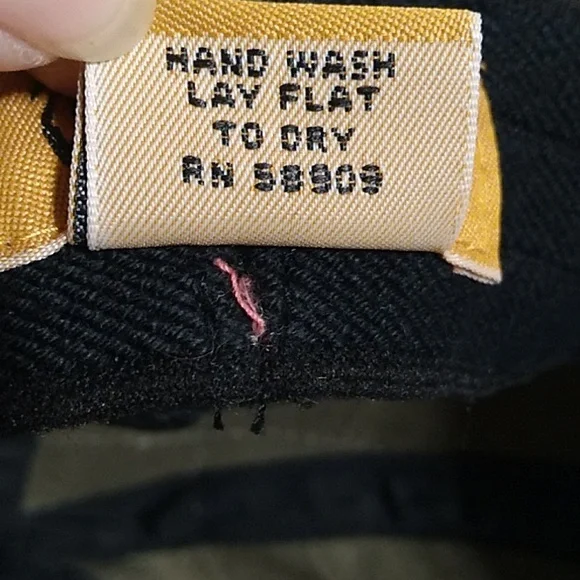 HAND WASH
LAY FLAT
TO DRY
RN 58909